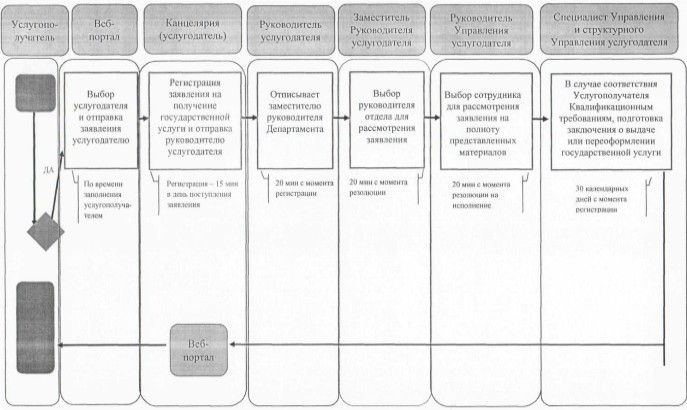 Услугопо-
лучатель
Веб-
портал
Канцелярия
(услугодатель)
Руководитель
услугодателя
Заместитель
Руководителя
услугодателя
Руководитель
Управления
услугодателя
Специалист Управления
и структурного
Управления услугодателя
Выбор
услугодателя
и отправка
заявления
услугодателю
Регистрация
заявления на
получение
государственной
услуги и отправка
руководителю
услугодателя
Отписывает
заместителю
руководителя
Департамента
Выбор
руководителя
отдела для
рассмотрения
заявления
Выбор сотрудника
для рассмотрения
заявления на
полноту
представленных
материалов
В случае соответствия
Услугополучателя
Квалификационным
требованиям, подготовка
заключения о выдаче
или переоформлении
государственной услуги
ДА
По времени
заполнения
услугополуча-
телем
Регистрация – 15 мин
в день поступления
заявления
20 мин с момента
регистрации
20 мин с момента
резолюции
20 мин с момента
резолюции на
исполнение
30 календарных
дней с момента
регистрации
Веб-
портал